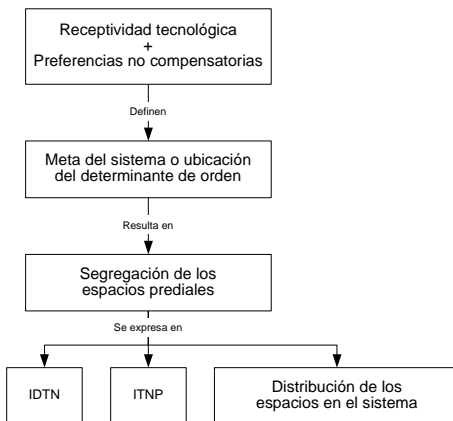 Receptividad tecnológica
+
Preferencias no compensatorias
Definen
Meta del sistema o ubicación
del determinante de orden
Resulta en
Segregación de los
espacios prediales
Se expresa en
IDTN
ITNP
Distribución de los
espacios en el sistema